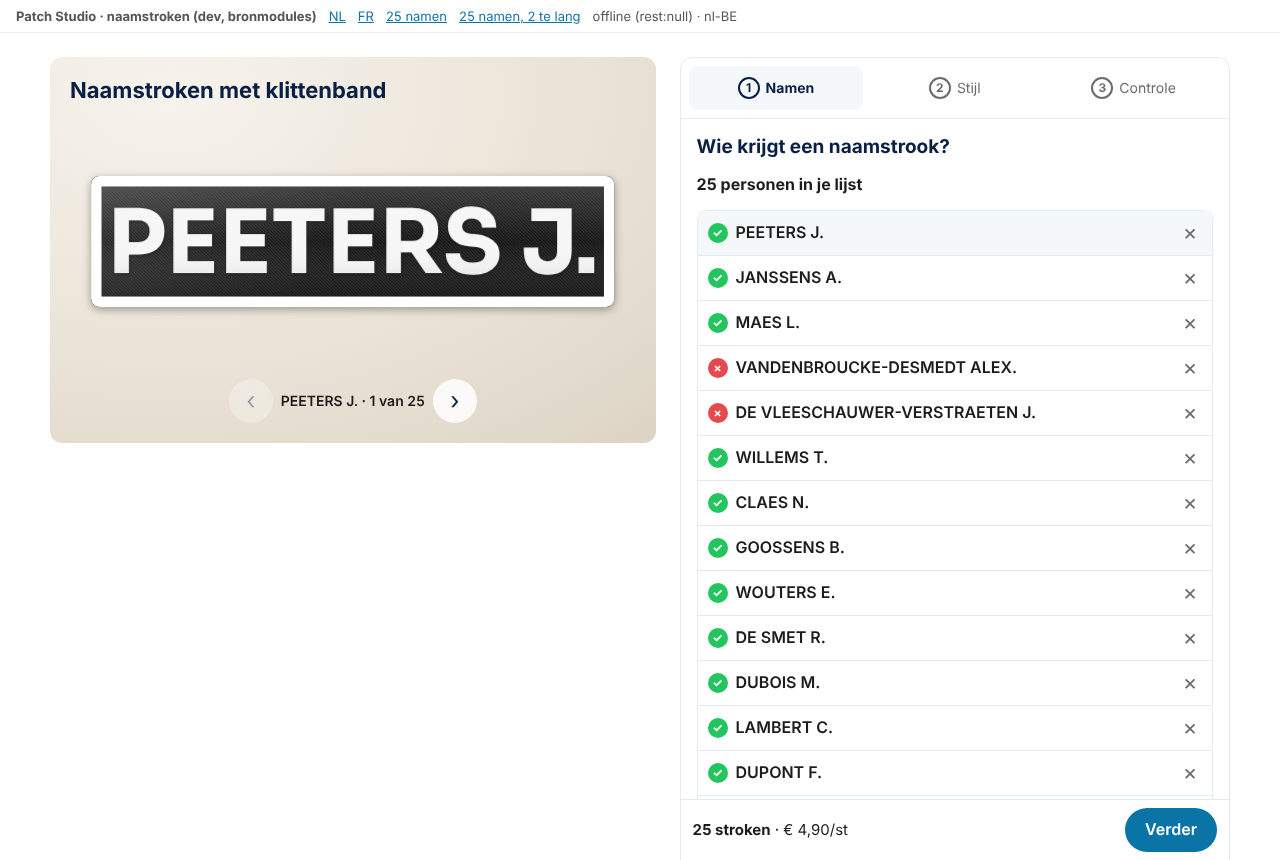 Patch Studio · naamstroken (dev, bronmodules) NL FR 25 namen 25 namen, 2 te lang offline (rest:null) · nl-BE
Naamstroken met klittenband
PEETERS J.
PEETERS J. · 1 van 25
1 Namen 2 Stijl 3 Controle
Wie krijgt een naamstrook?
25 personen in je lijst
PEETERS J.
JANSSENS A.
MAES L.
VANDENBROUCKE-DESMEDT ALEX.
DE VLEESCHAUWER-VERSTRAETEN J.
WILLEMS T.
CLAES N.
GOOSSENS B.
WOUTERS E.
DE SMET R.
DUBOIS M.
LAMBERT C.
DUPONT F.
25 stroken · € 4,90/st Verder